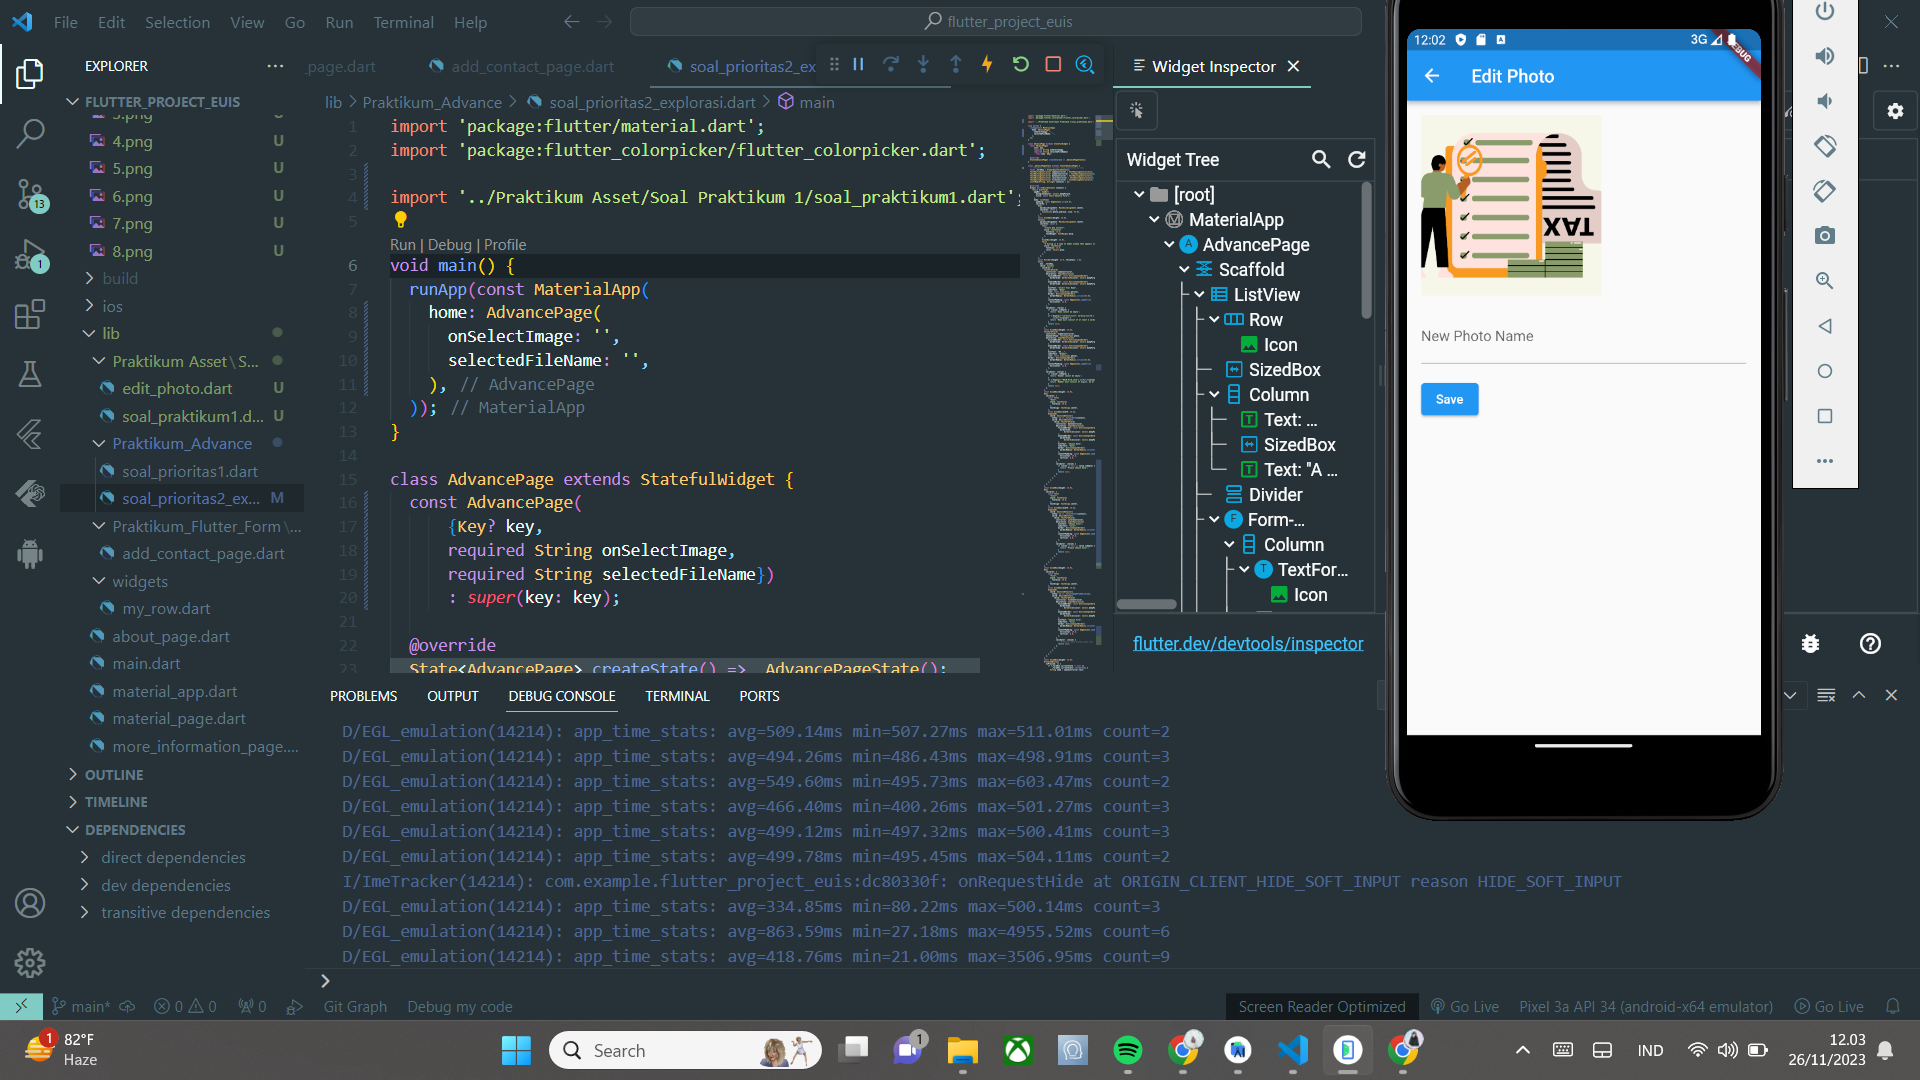 File Edit Selection View Go Run Terminal Help
flutter_project_euis
EXPLORER
page.dart
add_contact_page.dart
soal_prioritas2_ex
Widget Inspector
FLUTTER_PROJECT_EUIS
3.png U
4.png U
5.png U
6.png U
7.png U
8.png U
build
ios
lib
Praktikum Asset \ S...
edit_photo.dart U
soal_praktikum1.d... U
Praktikum_Advance
soal_prioritas1.dart
soal_prioritas2_ex... M
Praktikum_Flutter_Form \...
add_contact_page.dart
widgets
my_row.dart
about_page.dart
main.dart
material_app.dart
material_page.dart
more_information_page....
OUTLINE
TIMELINE
DEPENDENCIES
direct dependencies
dev dependencies
transitive dependencies
13
1
lib > Praktikum_Advance > soal_prioritas2_explorasi.dart > main
1 import 'package:flutter/material.dart';
2 import 'package:flutter_colorpicker/flutter_colorpicker.dart';
3
4 import '../Praktikum Asset/Soal Praktikum 1/soal_praktikum1.dart';
5
Run | Debug | Profile
6 void main() {
7 runApp(const MaterialApp(
8 home: AdvancePage(
9 onSelectImage: '',
10 selectedFileName: '',
11 ), // AdvancePage
12 )); // MaterialApp
13 }
14
15 class AdvancePage extends StatefulWidget {
16 const AdvancePage(
17 {Key? key,
18 required String onSelectImage,
19 required String selectedFileName})
20 : super(key: key);
21
22 @override
23 State<AdvancePage> createState() => _AdvancePageState();
Widget Tree
[root]
MaterialApp
AdvancePage
Scaffold
ListView
Row
Icon
SizedBox
Column
Text: ...
SizedBox
Text: "A ...
Divider
Form-...
Column
TextFor...
Icon
flutter.dev/devtools/inspector
PROBLEMS OUTPUT DEBUG CONSOLE TERMINAL PORTS
D/EGL_emulation(14214): app_time_stats: avg=509.14ms min=507.27ms max=511.01ms count=2
D/EGL_emulation(14214): app_time_stats: avg=494.26ms min=486.43ms max=498.91ms count=3
D/EGL_emulation(14214): app_time_stats: avg=549.60ms min=495.73ms max=603.47ms count=2
D/EGL_emulation(14214): app_time_stats: avg=466.40ms min=400.26ms max=501.27ms count=3
D/EGL_emulation(14214): app_time_stats: avg=499.12ms min=497.32ms max=500.41ms count=3
D/EGL_emulation(14214): app_time_stats: avg=499.78ms min=495.45ms max=504.11ms count=2
I/ImeTracker(14214): com.example.flutter_project_euis:dc80330f: onRequestHide at ORIGIN_CLIENT_HIDE_SOFT_INPUT reason HIDE_SOFT_INPUT
D/EGL_emulation(14214): app_time_stats: avg=334.85ms min=80.22ms max=500.14ms count=3
D/EGL_emulation(14214): app_time_stats: avg=863.59ms min=27.18ms max=4955.52ms count=6
D/EGL_emulation(14214): app_time_stats: avg=418.76ms min=21.00ms max=3506.95ms count=9
12:02 3G
Edit Photo
TAX
New Photo Name
Save
main* 0 0 0 Git Graph Debug my code Screen Reader Optimized Go Live Pixel 3a API 34 (android-x64 emulator) Go Live
1 82°F
Haze
Search
1
IND
12.03
26/11/2023